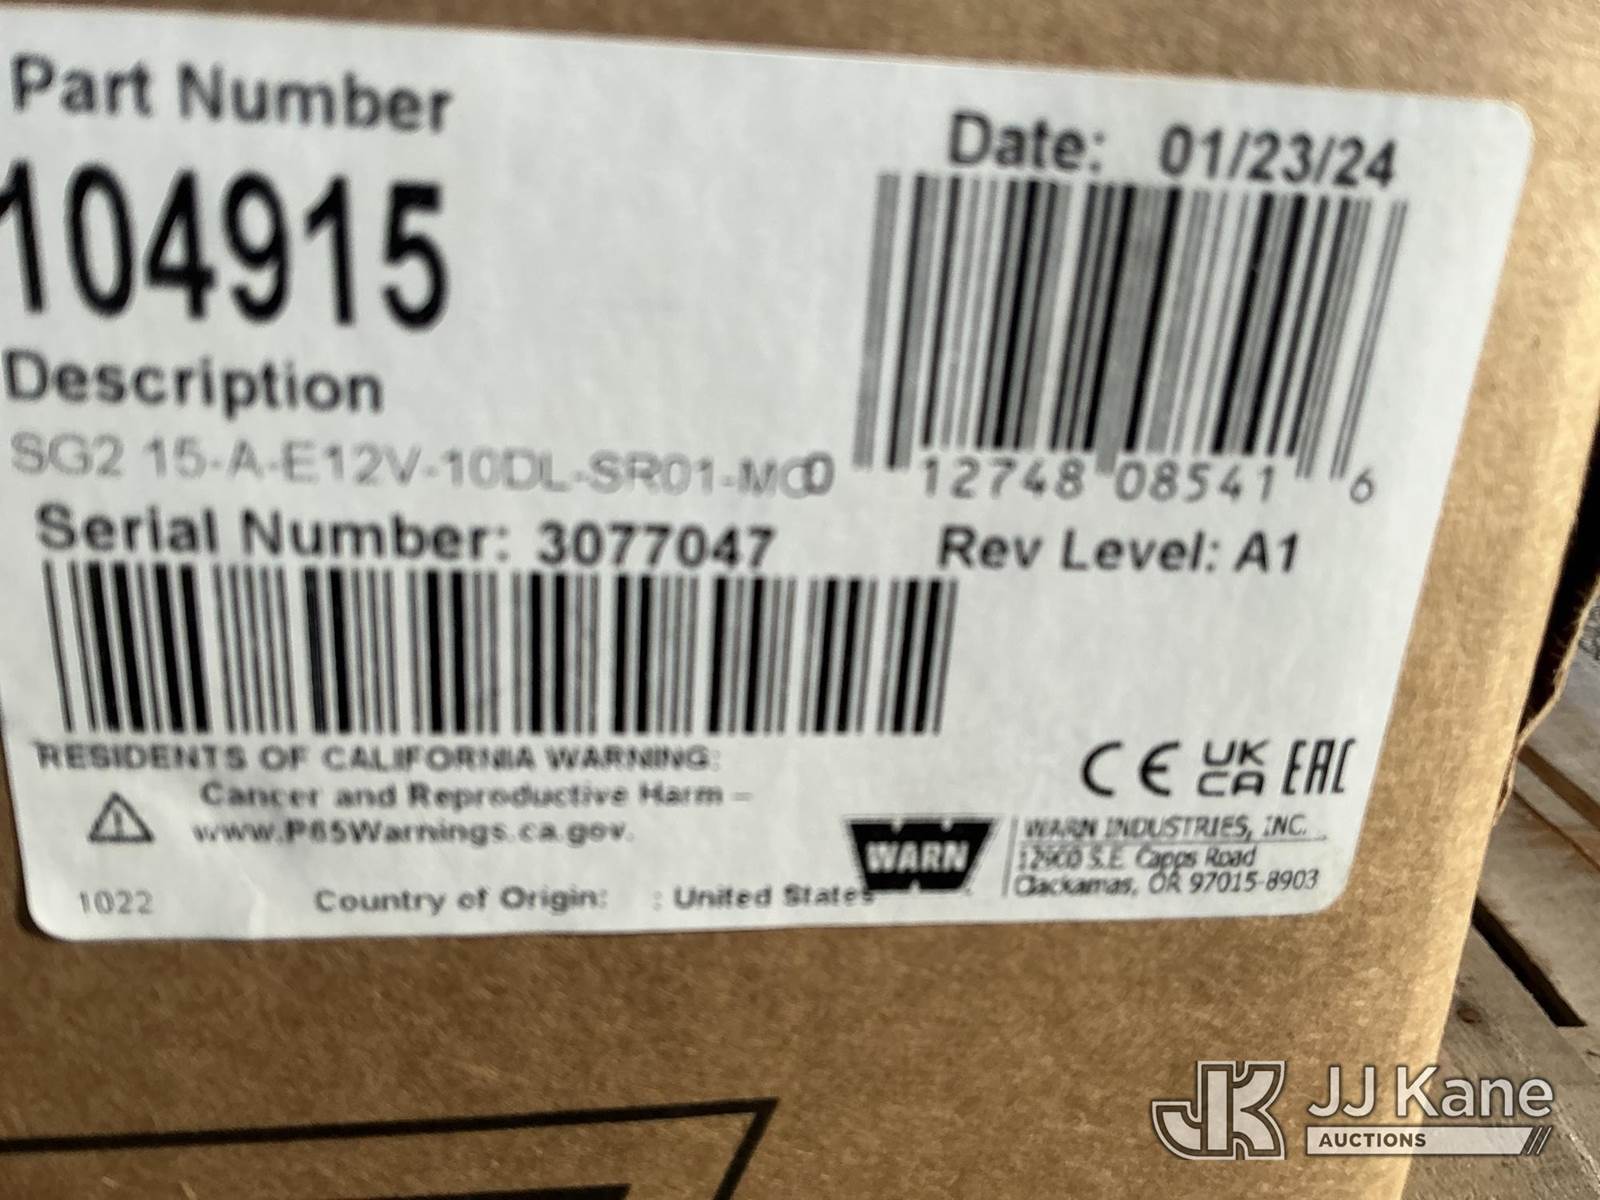 Part Number
104915
Date: 01/23/24
12748 08541 6
Description
SG2 15-A-E12V-10DL-SR01-MC0
Serial Number: 3077047
Rev Level: A1
RESIDENTS OF CALIFORNIA WARNING:
Cancer and Reproductive Harm –
www.P65Warnings.ca.gov.
CE UK CA EAC
WARN
WARN INDUSTRIES, INC.
12900 S.E. Capps Road
Clackamas, OR 97015-8903
1022
Country of Origin: : United States
JK JJ Kane
AUCTIONS